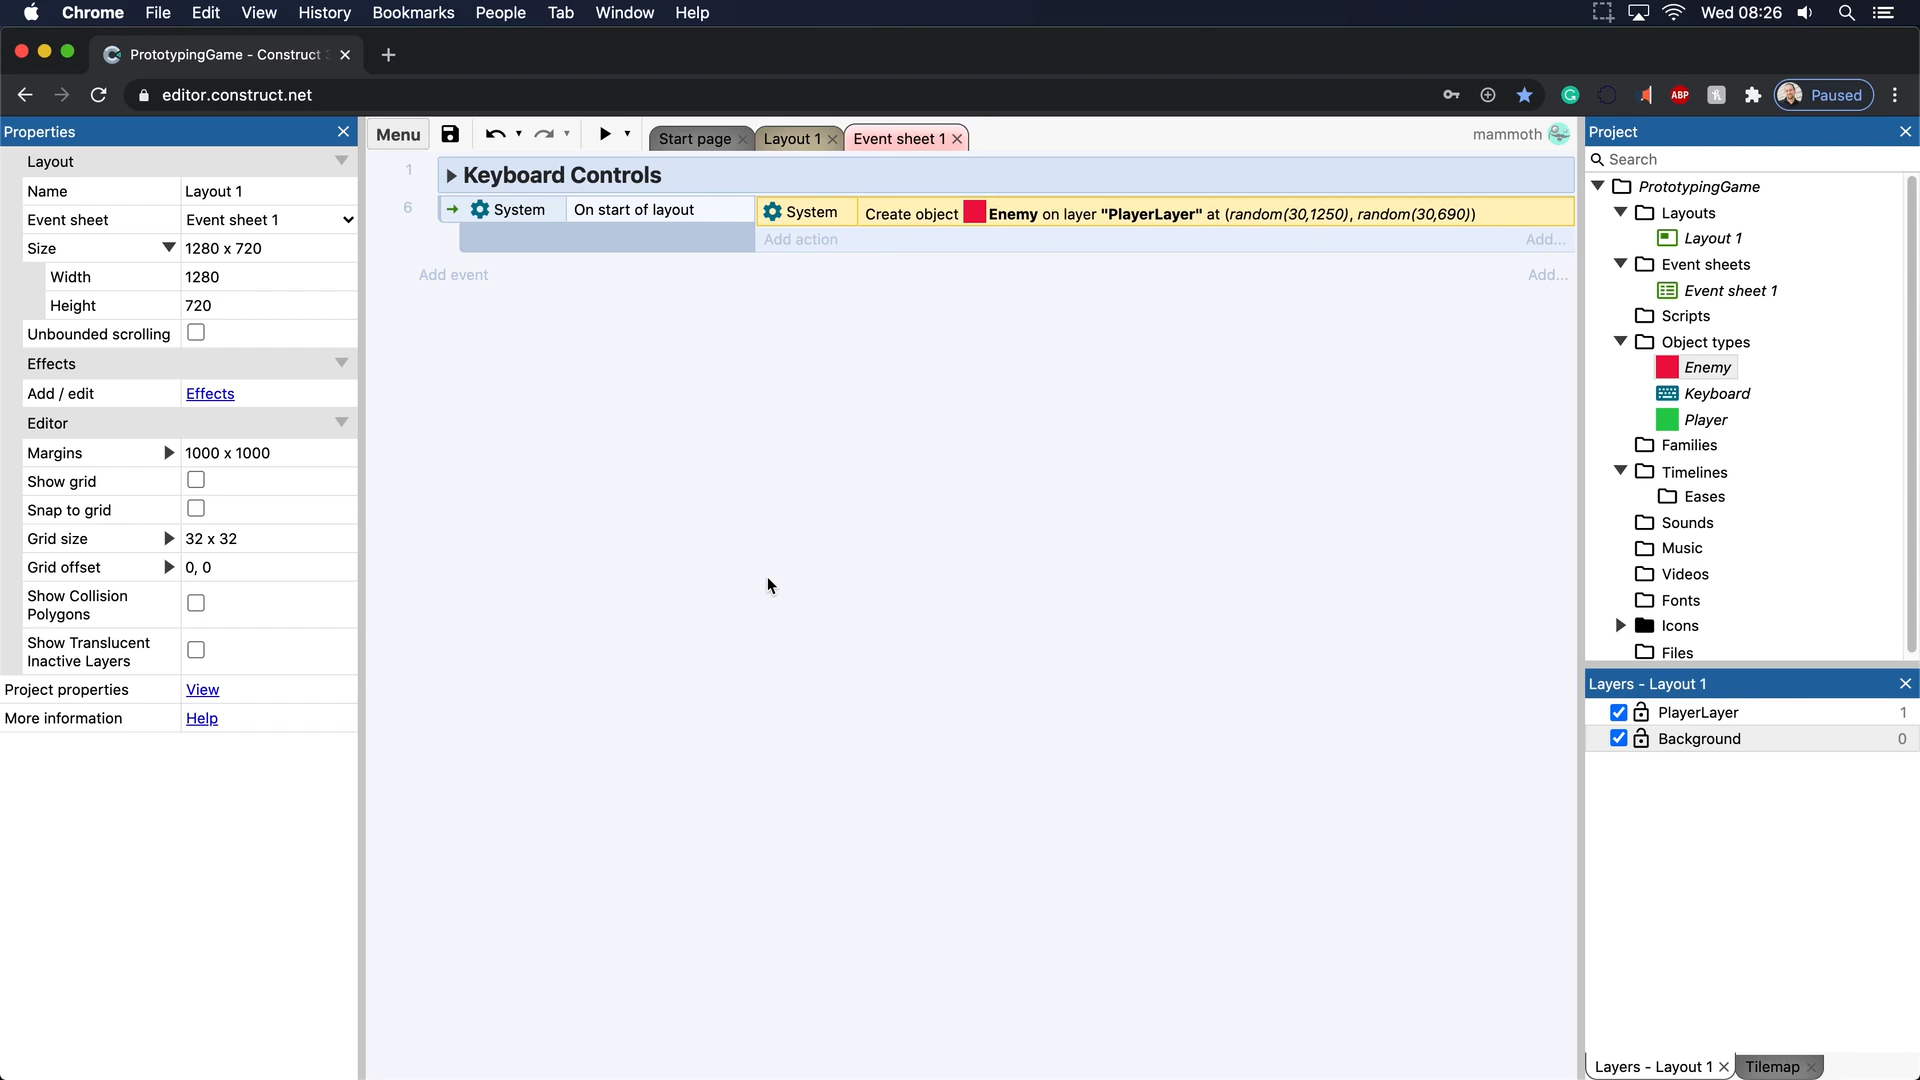 Chrome File Edit View History Bookmarks People Tab Window Help Wed 08:26
PrototypingGame - Construct 3
editor.construct.net ABP Paused
Properties
Layout
Name Layout 1
Event sheet Event sheet 1
Size 1280 x 720
Width 1280
Height 720
Unbounded scrolling
Effects
Add / edit Effects
Editor
Margins 1000 x 1000
Show grid
Snap to grid
Grid size 32 x 32
Grid offset 0, 0
Show Collision
Polygons
Show Translucent
Inactive Layers
Project properties View
More information Help
Menu Start page Layout 1 Event sheet 1 mammoth
1 Keyboard Controls
6 System On start of layout System Create object Enemy on layer "PlayerLayer" at (random(30,1250), random(30,690))
Add action Add...
Add event Add...
Project
Search
PrototypingGame
Layouts
Layout 1
Event sheets
Event sheet 1
Scripts
Object types
Enemy
Keyboard
Player
Families
Timelines
Eases
Sounds
Music
Videos
Fonts
Icons
Files
Layers - Layout 1
PlayerLayer 1
Background 0
Layers - Layout 1 Tilemap